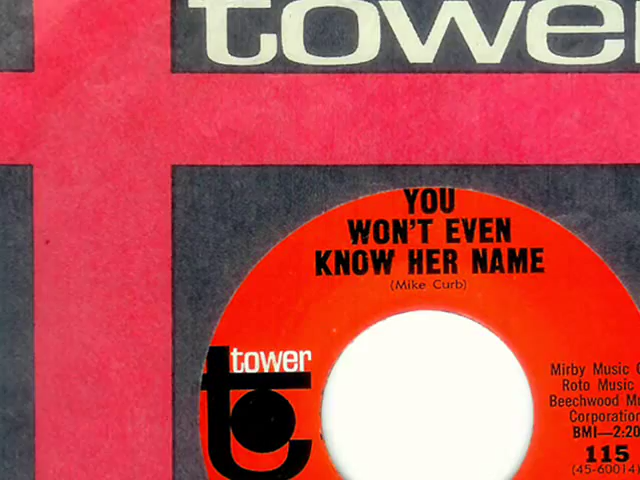 tower
YOU
WON'T EVEN
KNOW HER NAME
(Mike Curb)
tower
t
Mirby Music
Roto Music
Beechwood
Corporation
BMI—2:20
115
(45-60014)